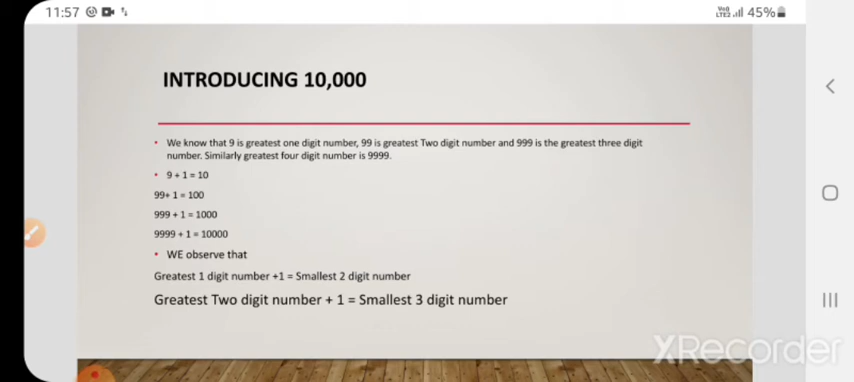 11:57 Vo) LTE2 45%
INTRODUCING 10,000
• We know that 9 is greatest one digit number, 99 is greatest Two digit number and 999 is the greatest three digit
number. Similarly greatest four digit number is 9999.
• 9 + 1 = 10
99+ 1 = 100
999 + 1 = 1000
9999 + 1 = 10000
• WE observe that
Greatest 1 digit number +1 = Smallest 2 digit number
Greatest Two digit number + 1 = Smallest 3 digit number
XRecorder